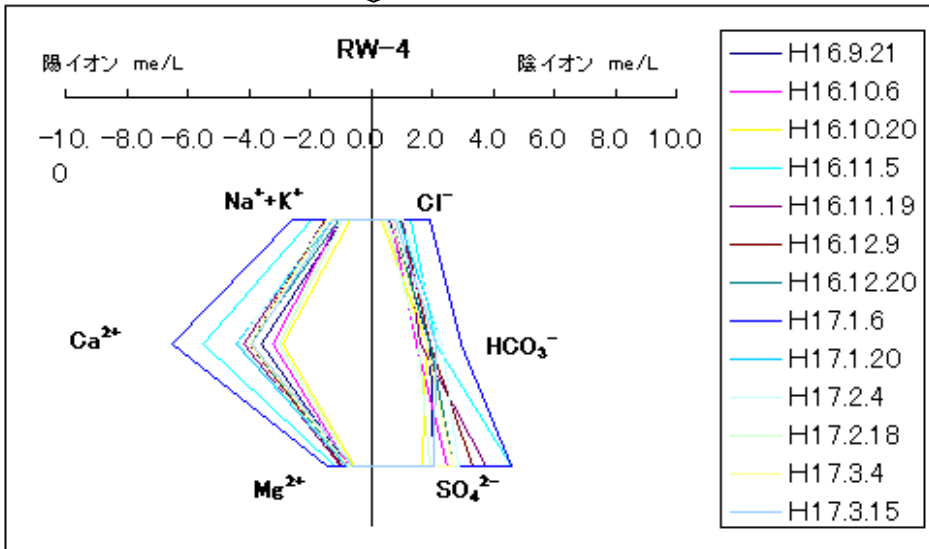 RW-4
陽イオン me/L
陰イオン me/L
-10.0 -8.0 -6.0 -4.0 -2.0 0.0 2.0 4.0 6.0 8.0 10.0
Na⁺+K⁺
Cl⁻
Ca²⁺
HCO₃⁻
Mg²⁺
SO₄²⁻
H16.9.21
H16.10.6
H16.10.20
H16.11.5
H16.11.19
H16.12.9
H16.12.20
H17.1.6
H17.1.20
H17.2.4
H17.2.18
H17.3.4
H17.3.15